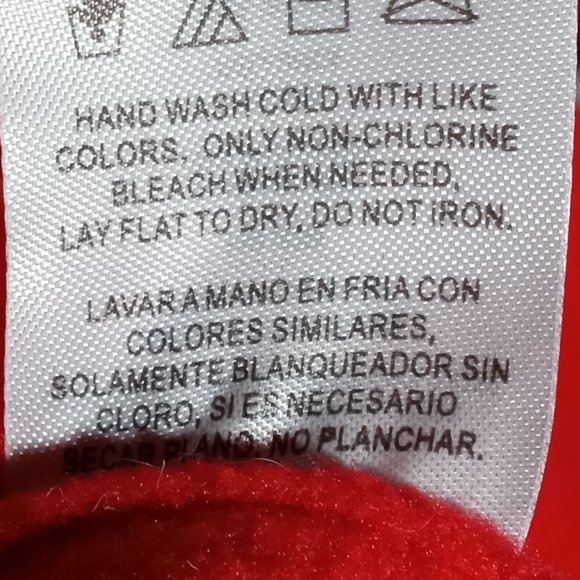 HAND WASH COLD WITH LIKE
COLORS. ONLY NON-CHLORINE
BLEACH WHEN NEEDED,
LAY FLAT TO DRY, DO NOT IRON.
LAVAR A MANO EN FRIA CON
COLORES SIMILARES,
SOLAMENTE BLANQUEADOR SIN
CLORO, SI ES NECESARIO
SECAR PLANO. NO PLANCHAR.